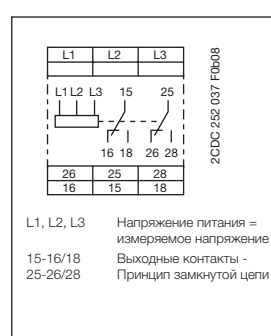 L1 L2 L3
L1 L2 L3 15 25
16 18 26 28
26 25 28
16 15 18
2CDC 252 037 F0b08
L1, L2, L3 Напряжение питания =
измеряемое напряжение
15-16/18 Выходные контакты -
25-26/28 Принцип замкнутой цепи